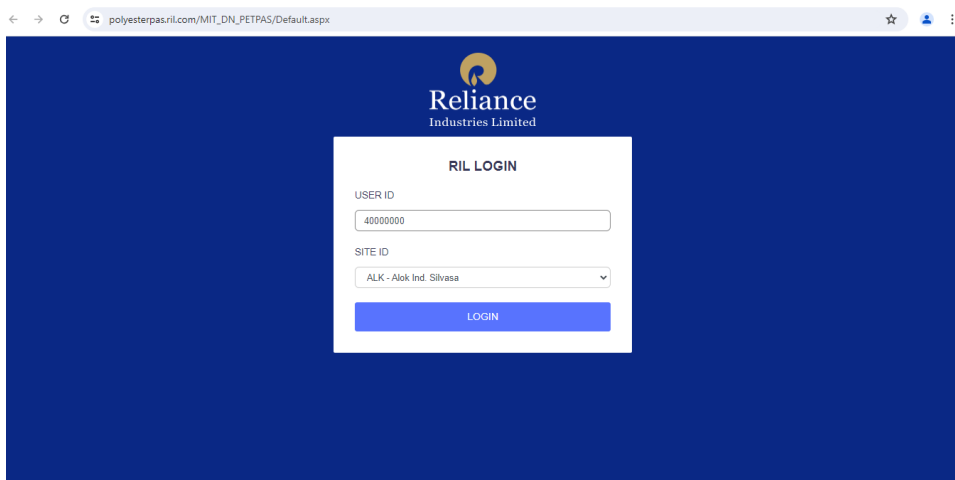 polyesterpas.ril.com/MIT_DN_PETPAS/Default.aspx
Reliance
Industries Limited
RIL LOGIN
USER ID
40000000
SITE ID
ALK - Alok Ind. Silvasa
LOGIN